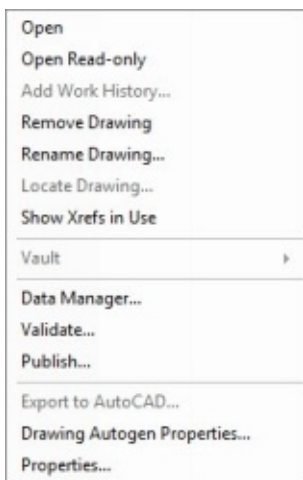 Open
Open Read-only
Add Work History...
Remove Drawing
Rename Drawing...
Locate Drawing...
Show Xrefs in Use
Vault
Data Manager...
Validate...
Publish...
Export to AutoCAD...
Drawing Autogen Properties...
Properties...